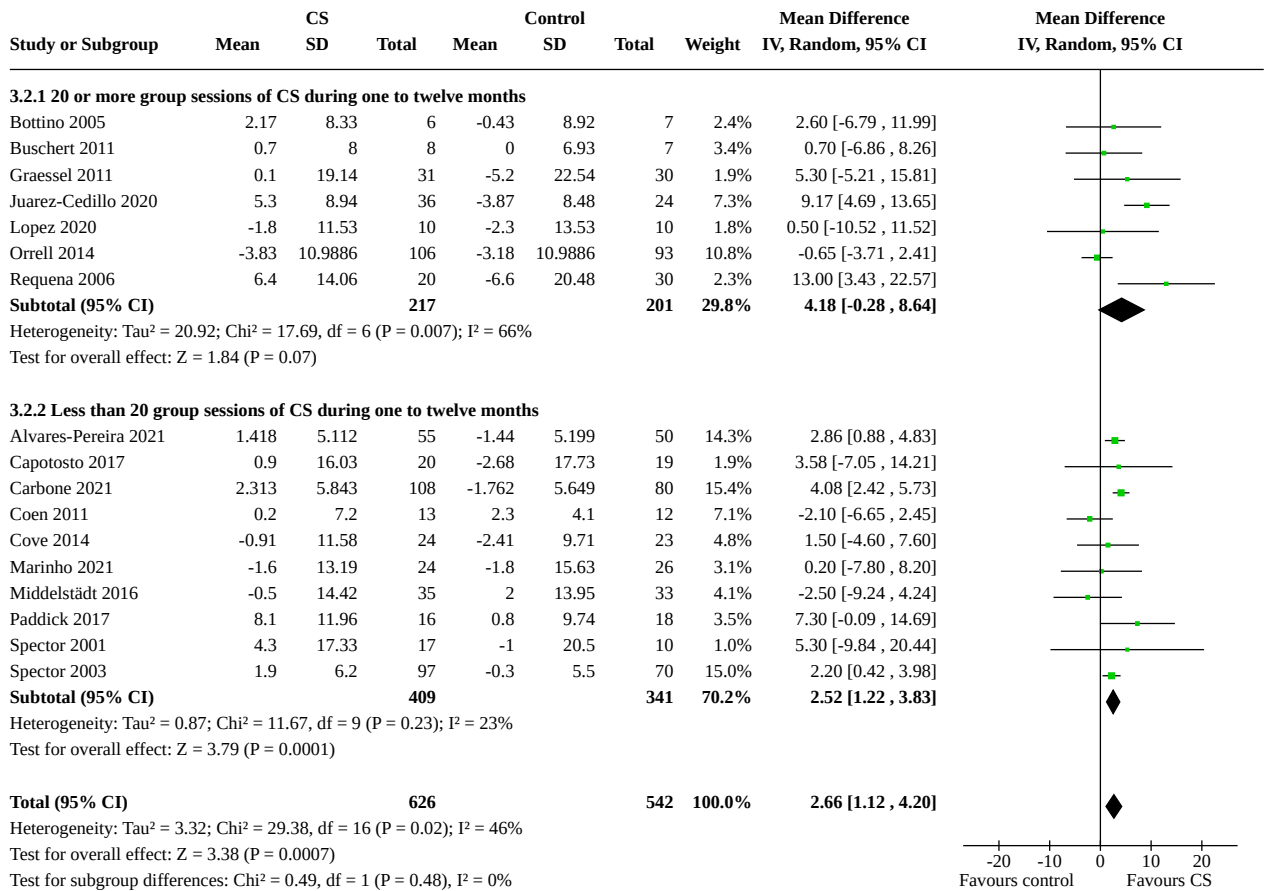 CS Control Mean Difference Mean Difference
Study or Subgroup Mean SD Total Mean SD Total Weight IV, Random, 95% CI IV, Random, 95% CI
3.2.1 20 or more group sessions of CS during one to twelve months
Bottino 2005 2.17 8.33 6 -0.43 8.92 7 2.4% 2.60 [-6.79 , 11.99]
Buschert 2011 0.7 8 8 0 6.93 7 3.4% 0.70 [-6.86 , 8.26]
Graessel 2011 0.1 19.14 31 -5.2 22.54 30 1.9% 5.30 [-5.21 , 15.81]
Juarez-Cedillo 2020 5.3 8.94 36 -3.87 8.48 24 7.3% 9.17 [4.69 , 13.65]
Lopez 2020 -1.8 11.53 10 -2.3 13.53 10 1.9% 0.50 [-10.52 , 11.52]
Orrell 2014 -3.83 10.9886 106 -3.18 10.9886 93 10.8% -0.65 [-3.71 , 2.41]
Requena 2006 6.4 14.06 20 -6.6 20.48 30 2.3% 13.00 [3.43 , 22.57]
Subtotal (95% CI) 217 201 29.8% 4.18 [-0.28 , 8.64]
Heterogeneity: Tau² = 20.92; Chi² = 17.69, df = 6 (P = 0.007); I² = 66%
Test for overall effect: Z = 1.84 (P = 0.07)
3.2.2 Less than 20 group sessions of CS during one to twelve months
Alvares-Pereira 2021 1.418 5.112 55 -1.44 5.199 50 14.3% 2.86 [0.88 , 4.83]
Capotosto 2017 0.9 16.03 20 -2.68 17.73 19 1.9% 3.58 [-7.05 , 14.21]
Carbone 2021 2.313 5.843 108 -1.762 5.649 80 15.4% 4.08 [2.42 , 5.73]
Coen 2011 0.2 7.2 13 2.3 4.1 12 7.1% -2.10 [-6.65 , 2.45]
Cove 2014 -0.91 11.58 24 -2.41 9.71 23 4.8% 1.50 [-4.60 , 7.60]
Marinho 2021 -1.6 13.19 24 -1.8 15.63 26 3.1% 0.20 [-7.80 , 8.20]
Middelstädt 2016 -0.5 14.42 35 2 13.95 33 4.1% -2.50 [-9.24 , 4.24]
Paddick 2017 8.1 11.96 16 0.8 9.74 18 3.5% 7.30 [-0.09 , 14.69]
Spector 2001 4.3 17.33 17 -1 20.5 10 1.0% 5.30 [-9.84 , 20.44]
Spector 2003 1.9 6.2 97 -0.3 5.5 70 15.0% 2.20 [0.42 , 3.98]
Subtotal (95% CI) 409 341 70.2% 2.52 [1.22 , 3.83]
Heterogeneity: Tau² = 0.87; Chi² = 11.67, df = 9 (P = 0.23); I² = 23%
Test for overall effect: Z = 3.79 (P = 0.0001)
Total (95% CI) 626 542 100.0% 2.66 [1.12 , 4.20]
Heterogeneity: Tau² = 3.32; Chi² = 29.38, df = 16 (P = 0.02); I² = 46%
Test for overall effect: Z = 3.38 (P = 0.0007)
Test for subgroup differences: Chi² = 0.49, df = 1 (P = 0.48), I² = 0%
-20 -10 0 10 20
Favours control Favours CS